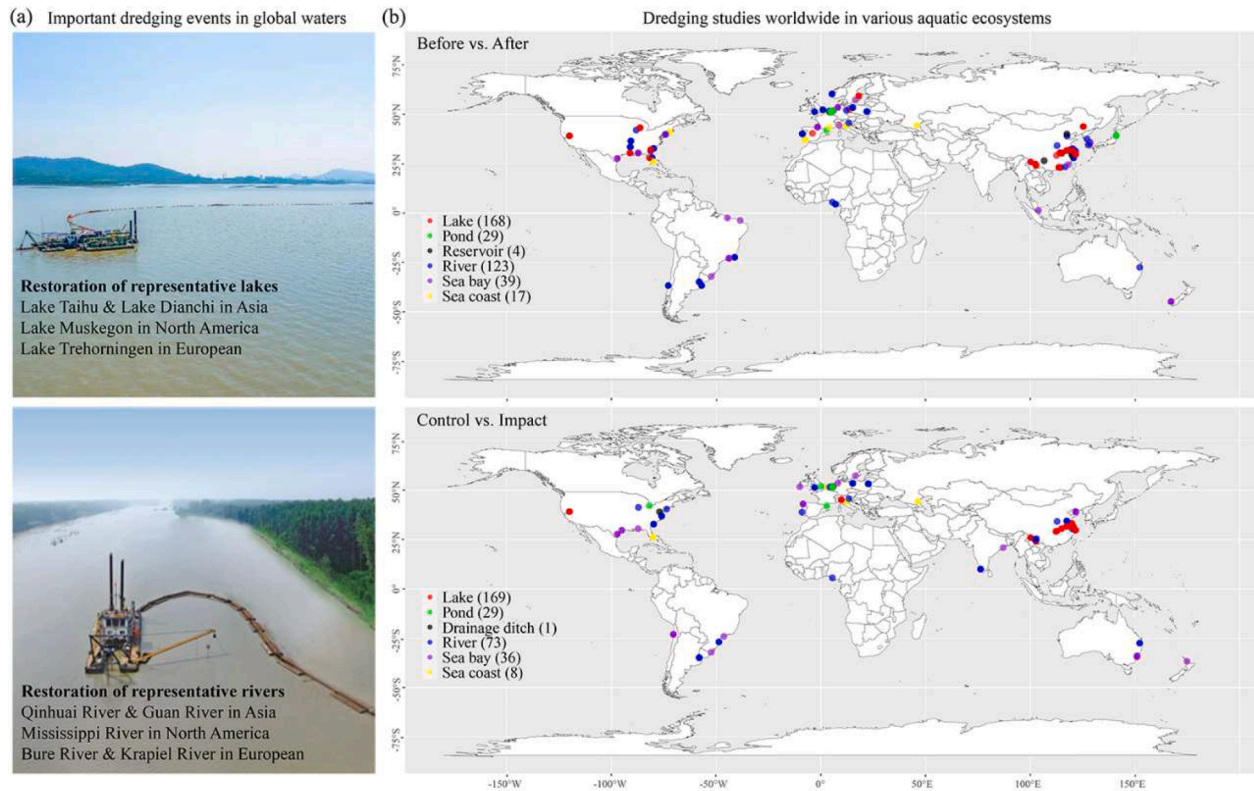 (a) Important dredging events in global waters
Restoration of representative lakes
Lake Taihu & Lake Dianchi in Asia
Lake Muskegon in North America
Lake Trehorningen in European
Restoration of representative rivers
Qinhuai River & Guan River in Asia
Mississippi River in North America
Bure River & Krapiel River in European
(b) Dredging studies worldwide in various aquatic ecosystems
Before vs. After
75°N
50°N
25°N
0°
25°S
50°S
75°S
Lake (168)
Pond (29)
Reservoir (4)
River (123)
Sea bay (39)
Sea coast (17)
Control vs. Impact
75°N
50°N
25°N
0°
25°S
50°S
75°S
Lake (169)
Pond (29)
Drainage ditch (1)
River (73)
Sea bay (36)
Sea coast (8)
150°W 100°W 50°W 0° 50°E 100°E 150°E